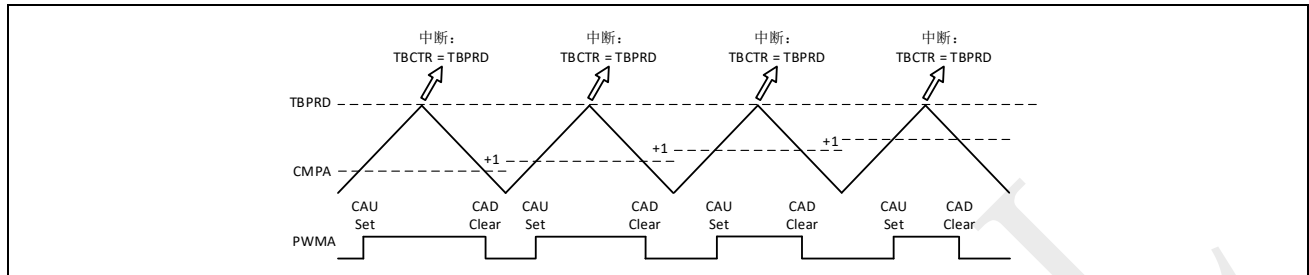 中断： 中断： 中断： 中断：
TBCTR = TBPRD TBCTR = TBPRD TBCTR = TBPRD TBCTR = TBPRD
TBPRD
+1 +1 +1
CMPA
CAU CAD CAU CAD CAU CAD CAU CAD
Set Clear Set Clear Set Clear Set Clear
PWMA